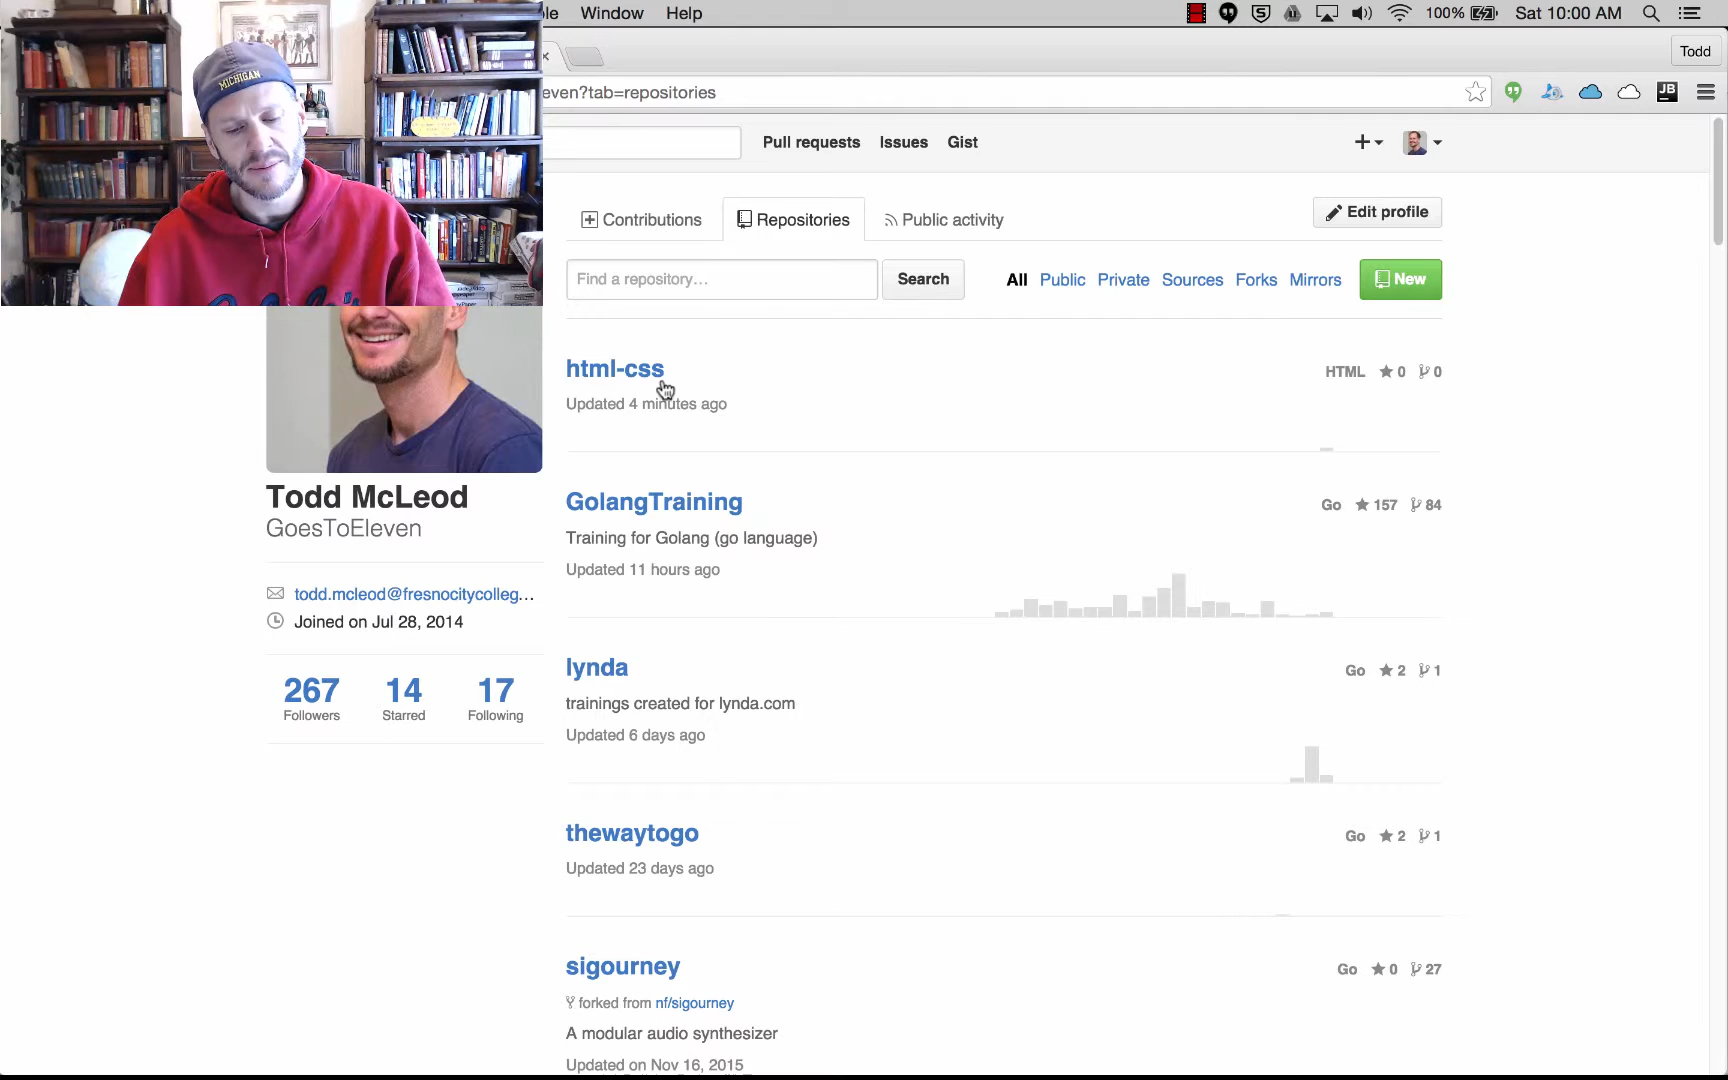 le Window Help 100% Sat 10:00 AM
MICHIGAN
Todd
even?tab=repositories
JB
Pull requests Issues Gist
Contributions Repositories Public activity Edit profile
Find a repository... Search All Public Private Sources Forks Mirrors New
html-css HTML 0 0
Updated 4 minutes ago
Todd McLeod
GoesToEleven
todd.mcleod@fresnocitycolleg...
Joined on Jul 28, 2014
267 14 17
Followers Starred Following
GolangTraining Go 157 84
Training for Golang (go language)
Updated 11 hours ago
lynda Go 2 1
trainings created for lynda.com
Updated 6 days ago
thewaytogo Go 2 1
Updated 23 days ago
sigourney Go 0 27
forked from nf/sigourney
A modular audio synthesizer
Updated on Nov 16, 2015